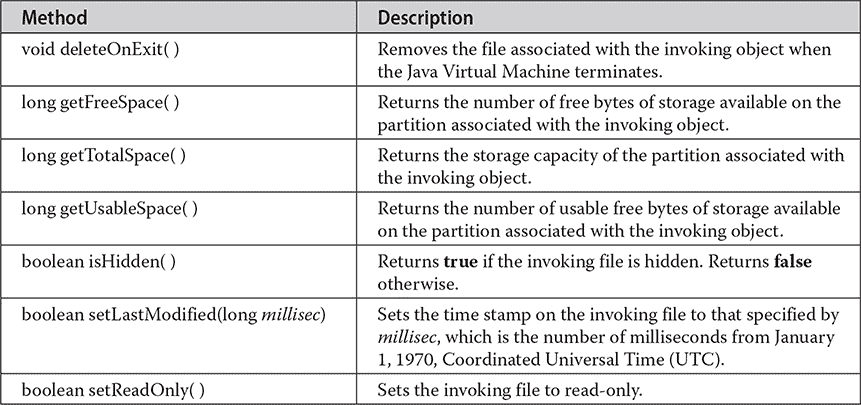 Method Description
void deleteOnExit( ) Removes the file associated with the invoking object when
the Java Virtual Machine terminates.
long getFreeSpace( ) Returns the number of free bytes of storage available on the
partition associated with the invoking object.
long getTotalSpace( ) Returns the storage capacity of the partition associated with
the invoking object.
long getUsableSpace( ) Returns the number of usable free bytes of storage available
on the partition associated with the invoking object.
boolean isHidden( ) Returns true if the invoking file is hidden. Returns false
otherwise.
boolean setLastModified(long millisec) Sets the time stamp on the invoking file to that specified by
millisec, which is the number of milliseconds from January
1, 1970, Coordinated Universal Time (UTC).
boolean setReadOnly( ) Sets the invoking file to read-only.